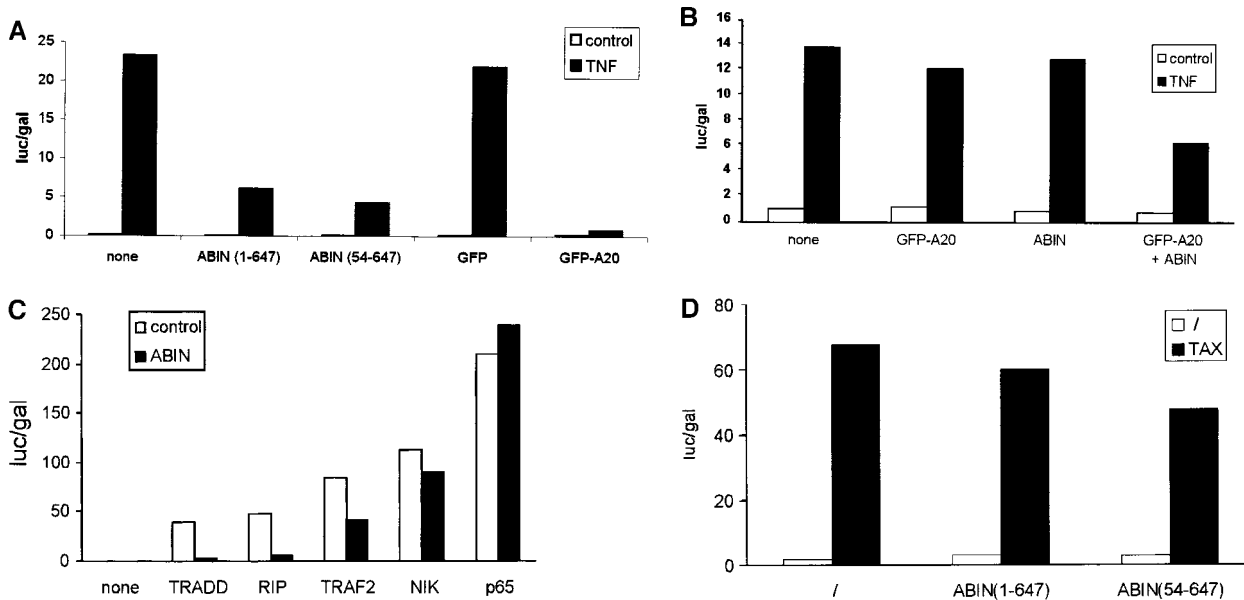 A
25
20
15
10
5
0
luc/gal
control
TNF
none
ABIN (1-647)
ABIN (54-647)
GFP
GFP-A20
B
16
14
12
10
8
6
4
2
0
luc/gal
control
TNF
none
GFP-A20
ABIN
GFP-A20
+ ABIN
C
250
200
150
100
50
0
luc/gal
control
ABIN
none
TRADD
RIP
TRAF2
NIK
p65
D
80
60
40
20
0
luc/gal
/
TAX
/
ABIN(1-647)
ABIN(54-647)